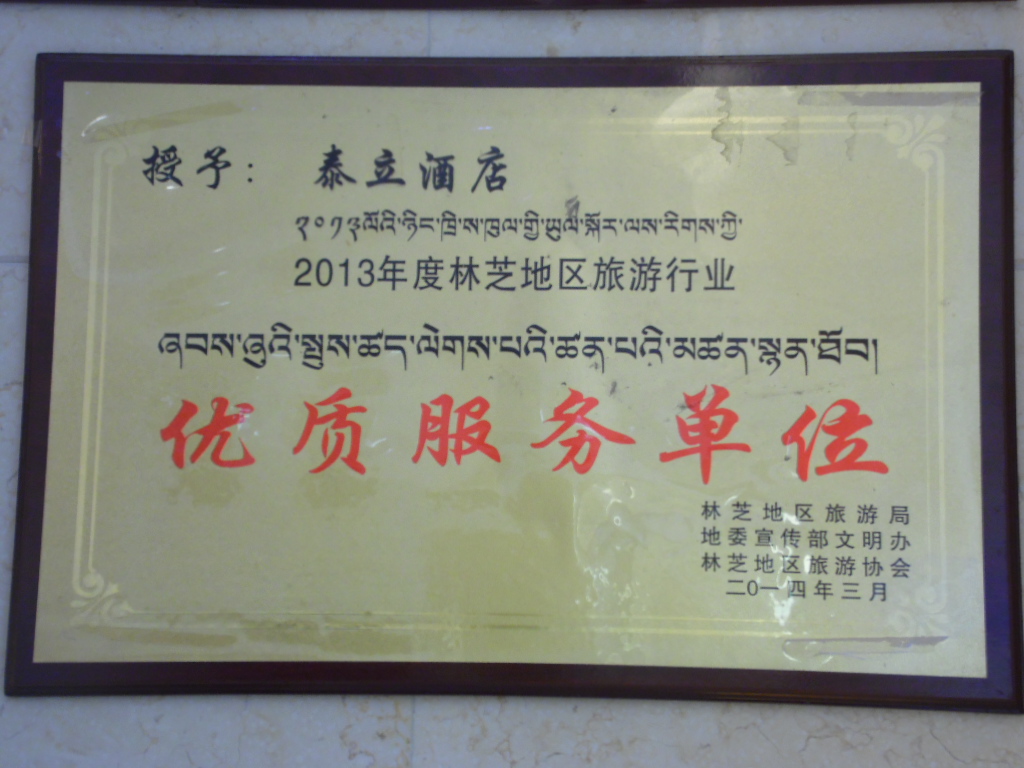 授予： 泰立酒店
༢༠༡༣ལོའི་ཉིང་ཁྲི་ས་ཁུལ་གྱི་ཡུལ་སྐོར་ལས་རིགས་ཀྱི་
2013年度林芝地区旅游行业
ཞབས་ཞུའི་སྤུས་ཚད་ལེགས་པའི་ཚན་པའི་མཚན་སྙན་ཐོབ།
优质服务单位
林芝地区旅游局
地委宣传部文明办
林芝地区旅游协会
二0一四年三月